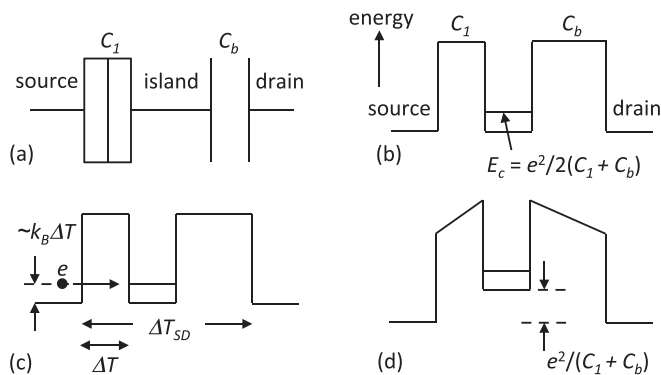 C1
Cb
source
island
drain
(a)
energy
C1
Cb
source
drain
(b)
Ec = e²/2(C1 + Cb)
~kBΔT
e
ΔTSD
(c)
ΔT
(d)
e²/(C1 + Cb)